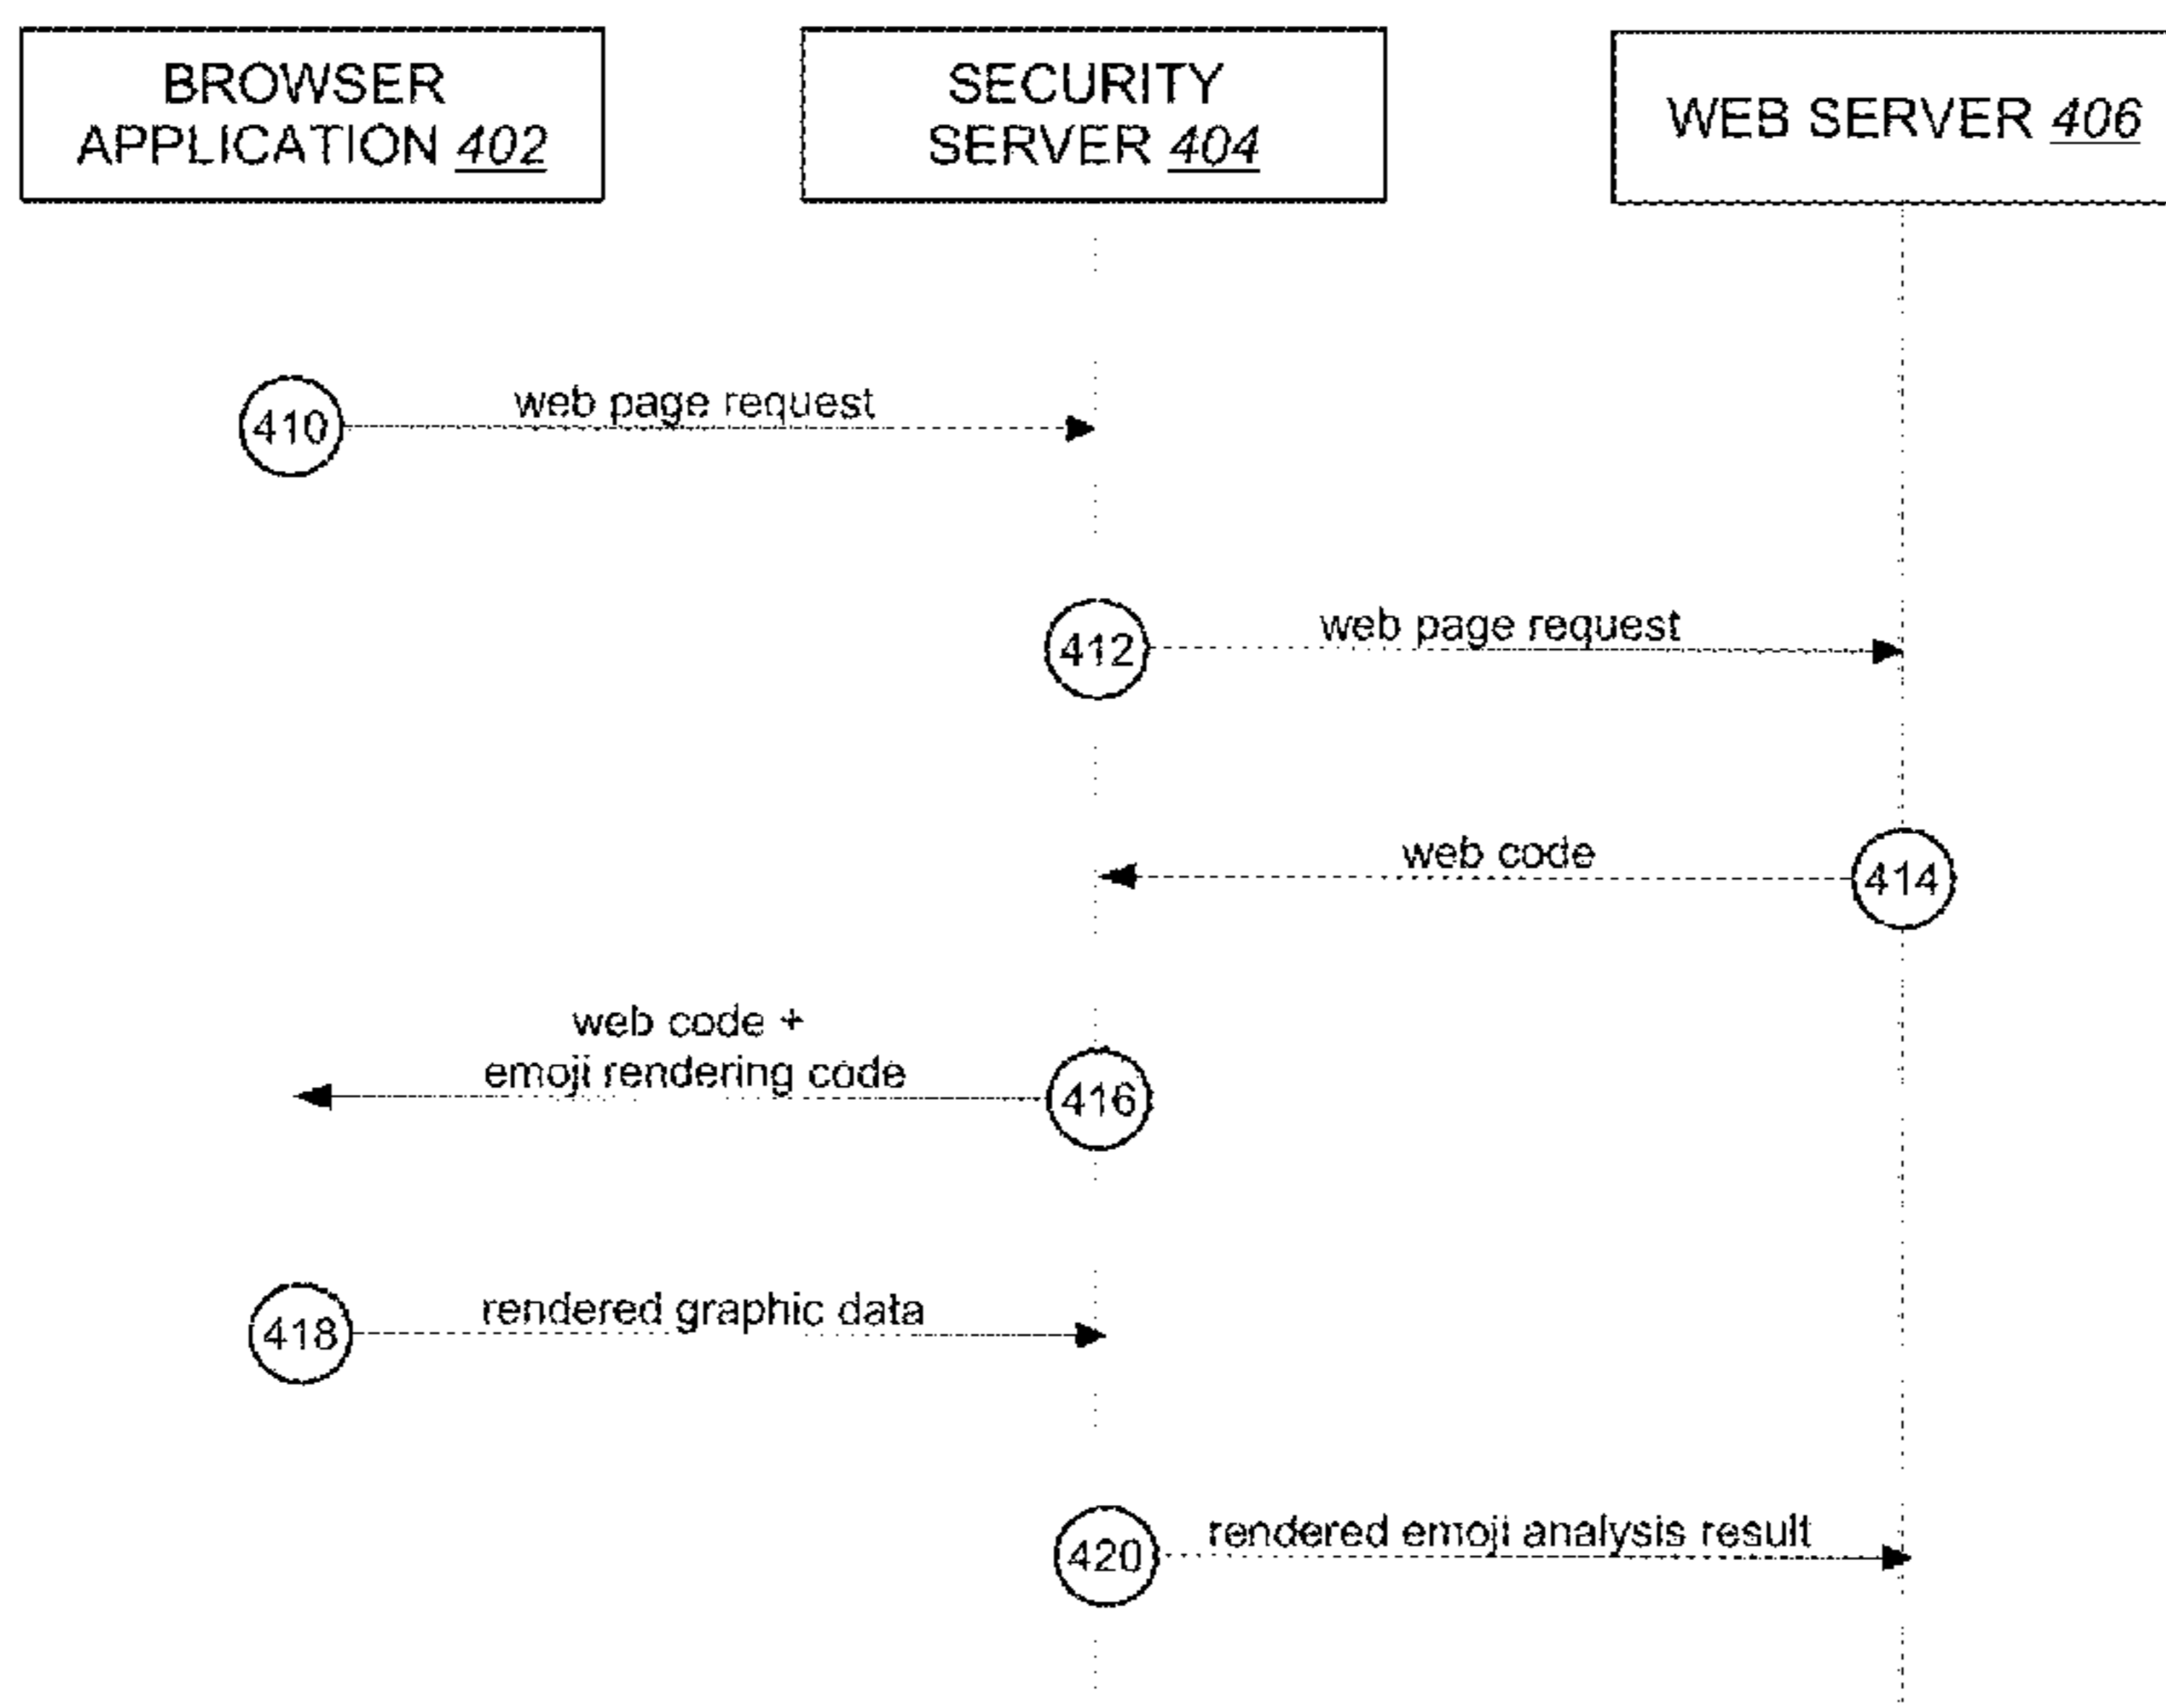 BROWSER
APPLICATION 402
SECURITY
SERVER 404
WEB SERVER 406
410
web page request
412
web page request
web code
414
web code +
emoji rendering code
416
418
rendered graphic data
420
rendered emoji analysis result